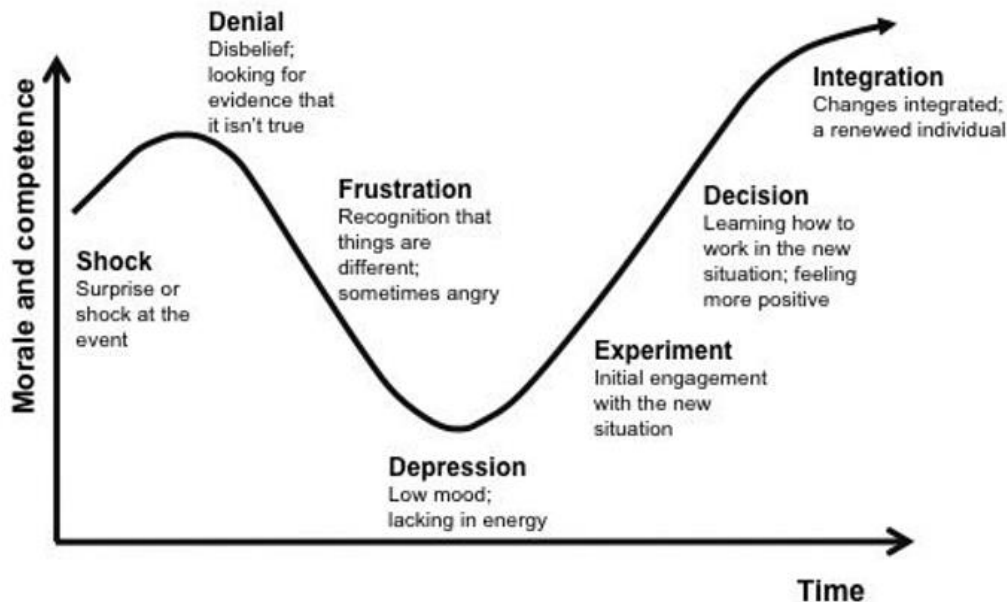 Denial
Disbelief;
looking for
evidence that
it isn't true
Integration
Changes integrated;
a renewed individual
Morale and competence
Frustration
Recognition that
things are
different;
sometimes angry
Decision
Learning how to
work in the new
situation; feeling
more positive
Shock
Surprise or
shock at the
event
Experiment
Initial engagement
with the new
situation
Depression
Low mood;
lacking in energy
Time